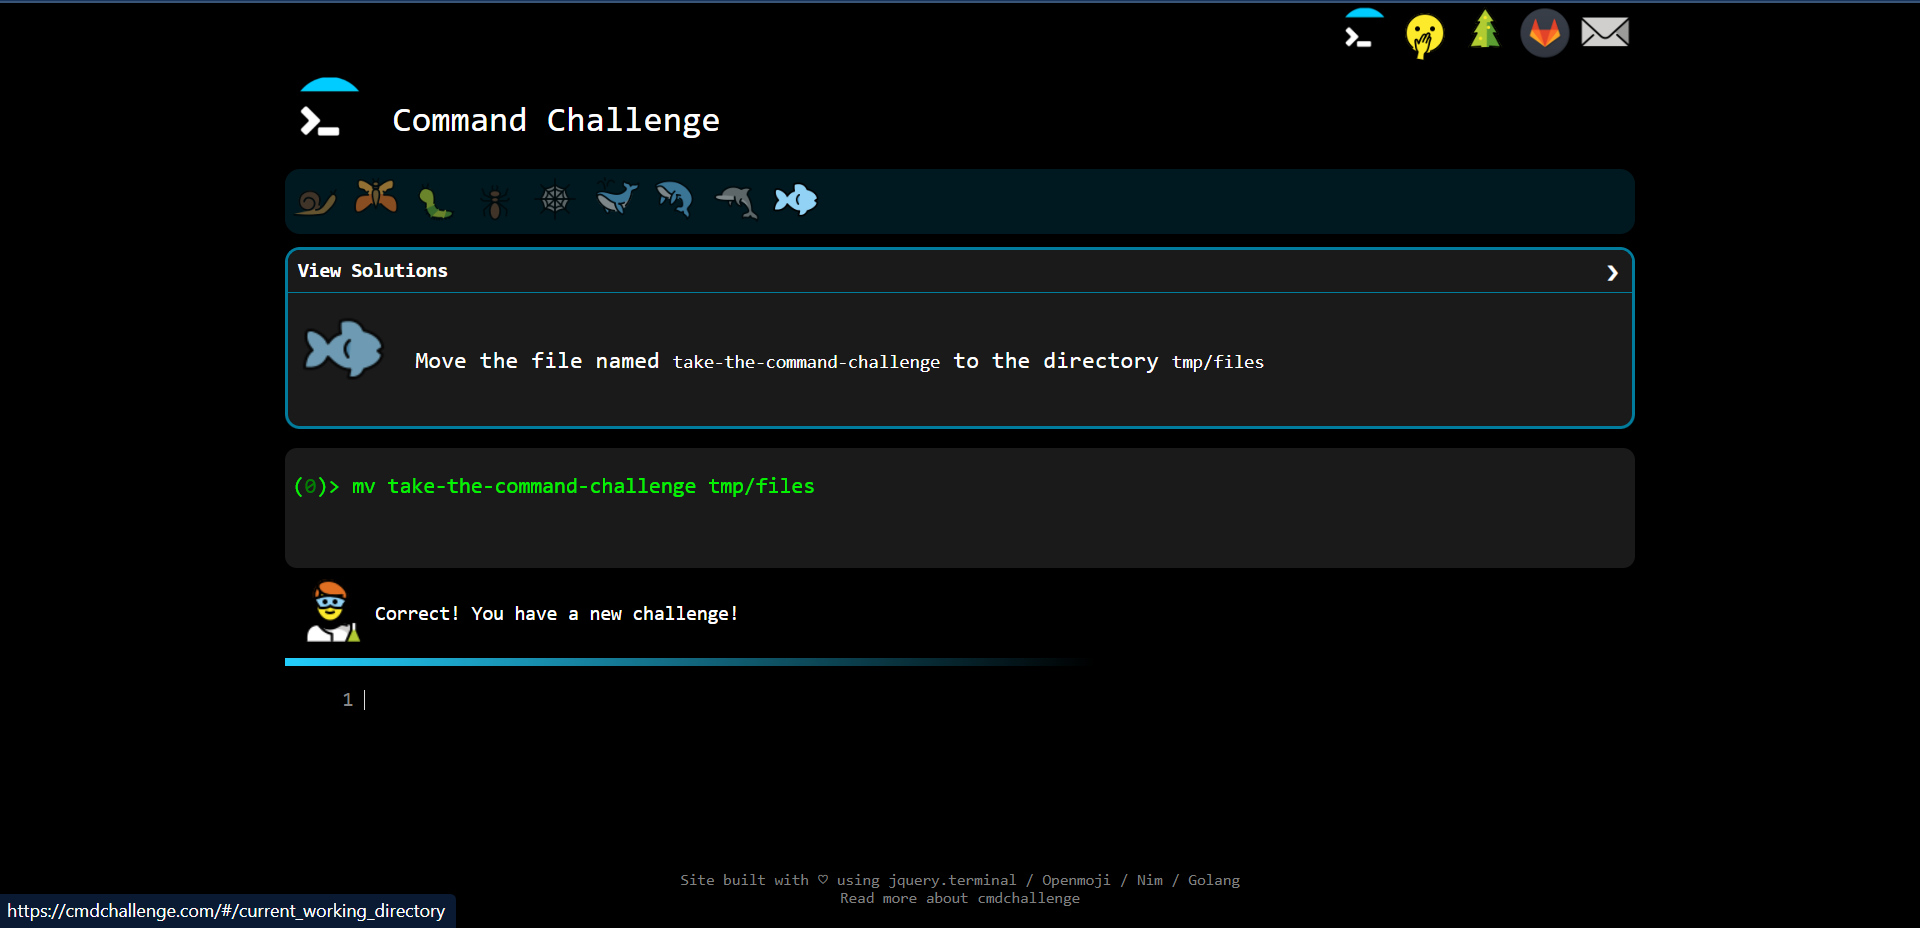 Command Challenge
View Solutions
Move the file named take-the-command-challenge to the directory tmp/files
(0)> mv take-the-command-challenge tmp/files
Correct! You have a new challenge!
1
Site built with ♡ using jquery.terminal / Openmoji / Nim / Golang
Read more about cmdchallenge
https://cmdchallenge.com/#/current_working_directory